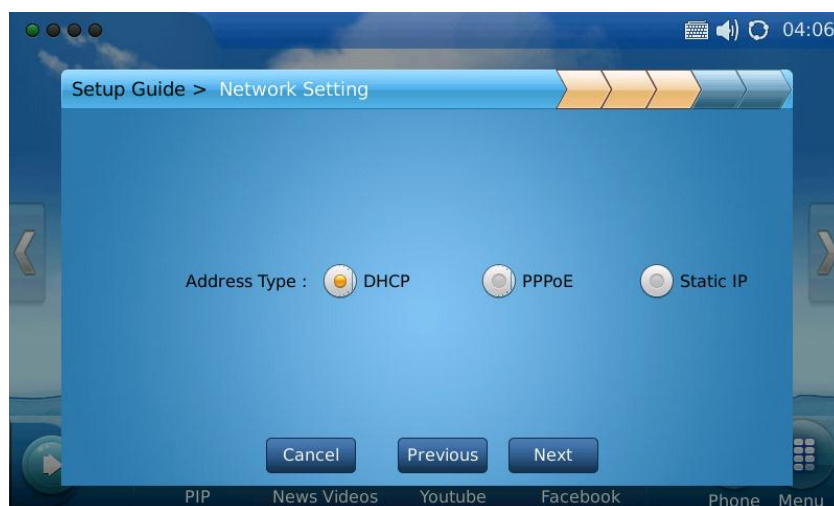 04:06
Setup Guide > Network Setting
Address Type : DHCP PPPoE Static IP
Cancel Previous Next
PIP News Videos Youtube Facebook Phone Menu